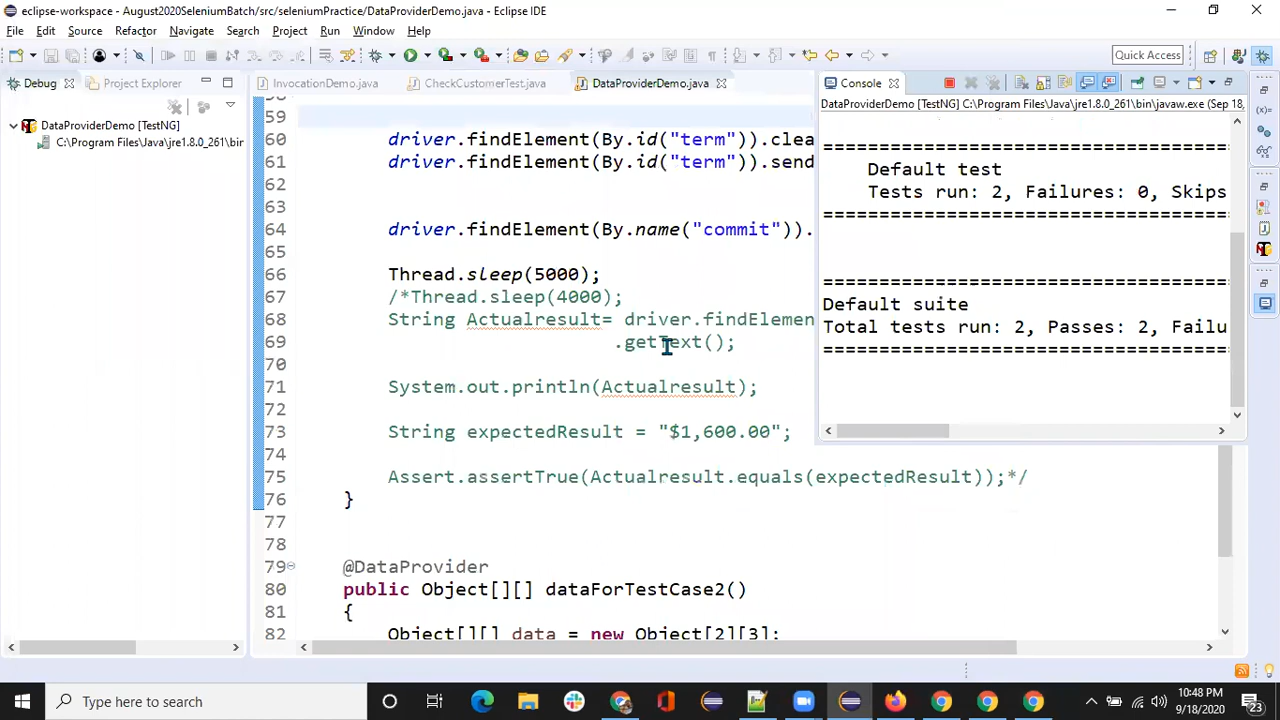 eclipse-workspace - August2020SeleniumBatch/src/seleniumPractice/DataProviderDemo.java - Eclipse IDE
File Edit Source Refactor Navigate Search Project Run Window Help
Quick Access
Debug Project Explorer
InvocationDemo.java CheckCustomerTest.java DataProviderDemo.java
Console
DataProviderDemo [TestNG]
C:\Program Files\Java\jre1.8.0_261\bin
DataProviderDemo [TestNG] C:\Program Files\Java\jre1.8.0_261\bin\javaw.exe (Sep 18,
59
60 driver.findElement(By.id("term")).clea
61 driver.findElement(By.id("term")).send
62
63
64 driver.findElement(By.name("commit")).
65
66 Thread.sleep(5000);
67 /*Thread.sleep(4000);
68 String Actualresult= driver.findElemen
69 .getText();
70
71 System.out.println(Actualresult);
72
73 String expectedResult = "$1,600.00";
74
75 Assert.assertTrue(Actualresult.equals(expectedResult));*/
76 }
77
78
79 @DataProvider
80 public Object[][] dataForTestCase2()
81 {
82 Object[][] data = new Object[2][3];
===============================================
Default test
Tests run: 2, Failures: 0, Skips
===============================================
===============================================
Default suite
Total tests run: 2, Passes: 2, Failu
===============================================
Type here to search
10:48 PM
9/18/2020
23